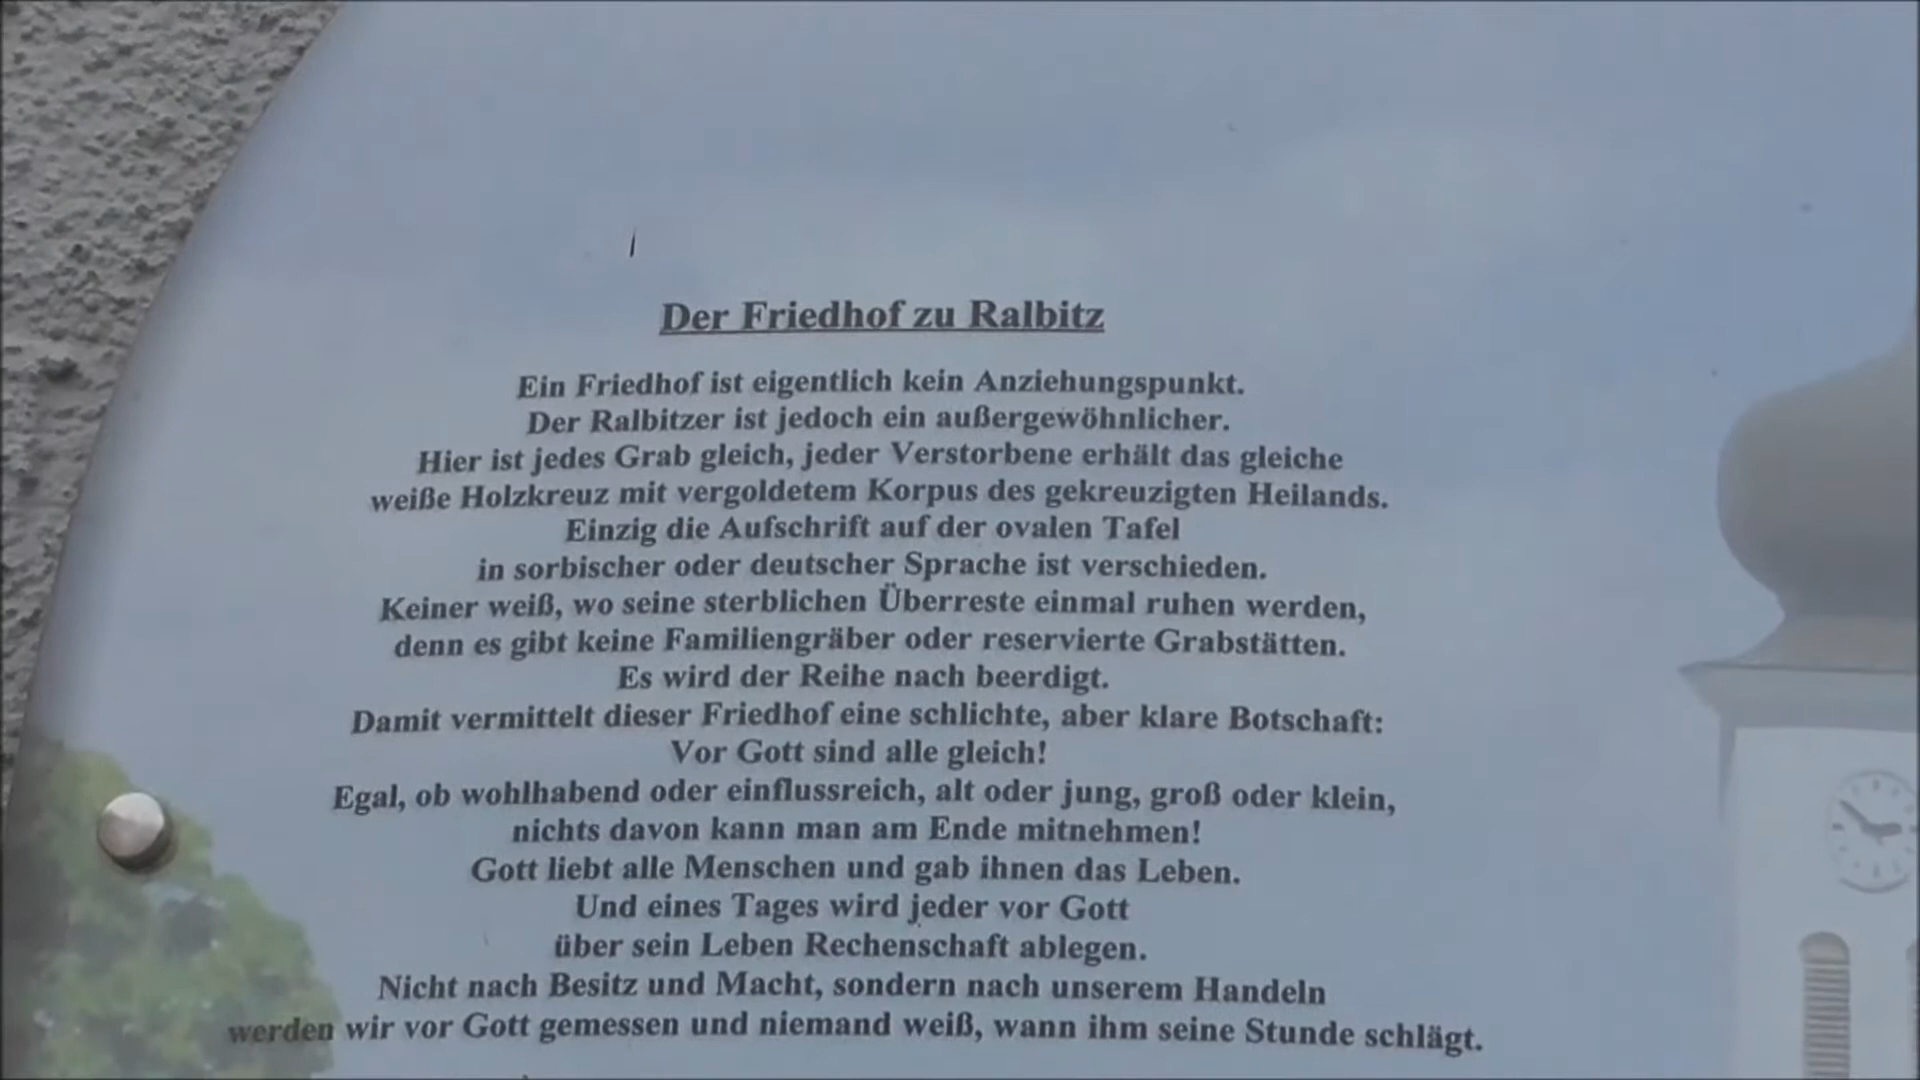 Der Friedhof zu Ralbitz
Ein Friedhof ist eigentlich kein Anziehungspunkt.
Der Ralbitzer ist jedoch ein außergewöhnlicher.
Hier ist jedes Grab gleich, jeder Verstorbene erhält das gleiche
weiße Holzkreuz mit vergoldetem Korpus des gekreuzigten Heilands.
Einzig die Aufschrift auf der ovalen Tafel
in sorbischer oder deutscher Sprache ist verschieden.
Keiner weiß, wo seine sterblichen Überreste einmal ruhen werden,
denn es gibt keine Familiengräber oder reservierte Grabstätten.
Es wird der Reihe nach beerdigt.
Damit vermittelt dieser Friedhof eine schlichte, aber klare Botschaft:
Vor Gott sind alle gleich!
Egal, ob wohlhabend oder einflussreich, alt oder jung, groß oder klein,
nichts davon kann man am Ende mitnehmen!
Gott liebt alle Menschen und gab ihnen das Leben.
Und eines Tages wird jeder vor Gott
über sein Leben Rechenschaft ablegen.
Nicht nach Besitz und Macht, sondern nach unserem Handeln
werden wir vor Gott gemessen und niemand weiß, wann ihm seine Stunde schlägt.